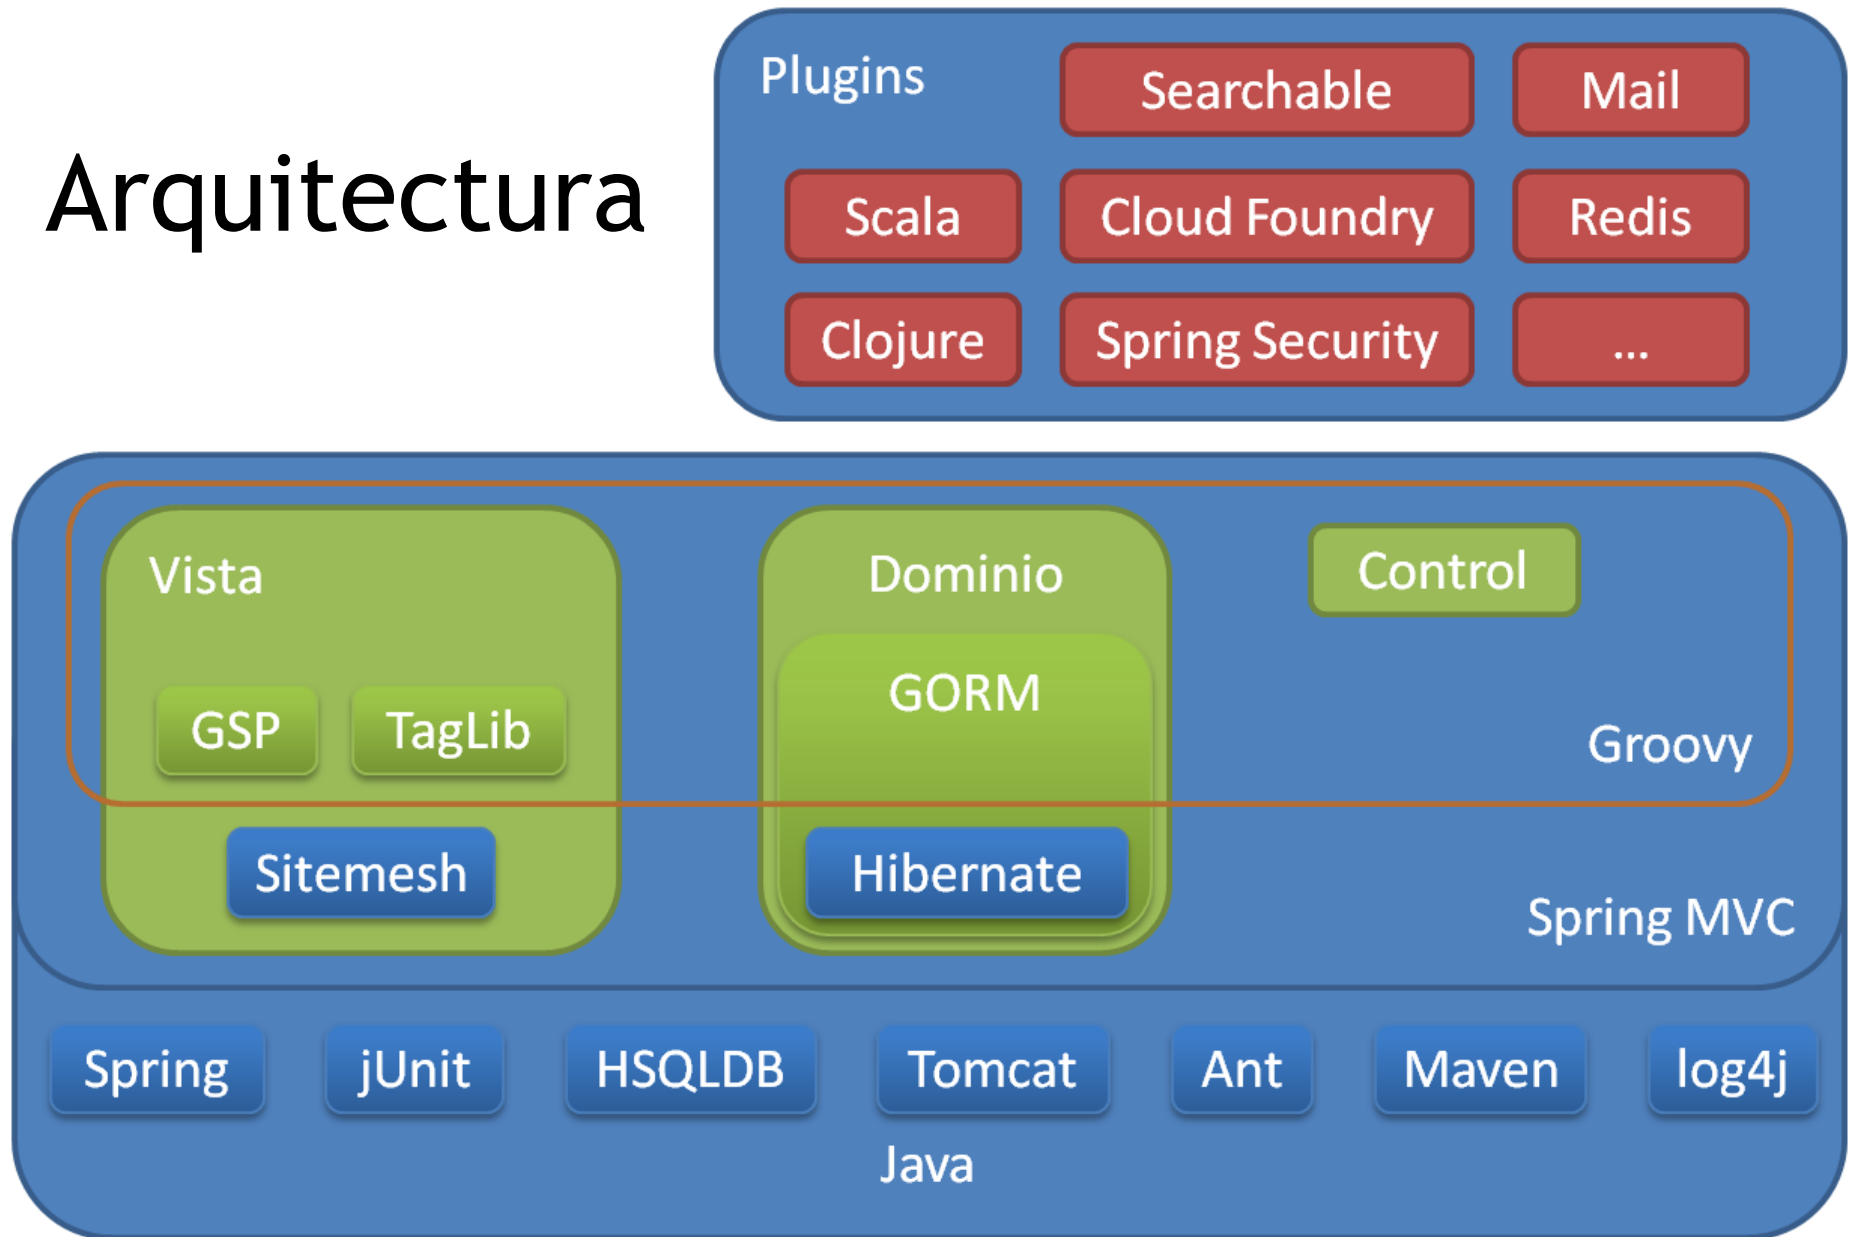 Arquitectura
Plugins
Searchable
Mail
Scala
Cloud Foundry
Redis
Clojure
Spring Security
...
Vista
Dominio
Control
GSP
TagLib
GORM
Groovy
Sitemesh
Hibernate
Spring MVC
Spring
jUnit
HSQLDB
Tomcat
Ant
Maven
log4j
Java